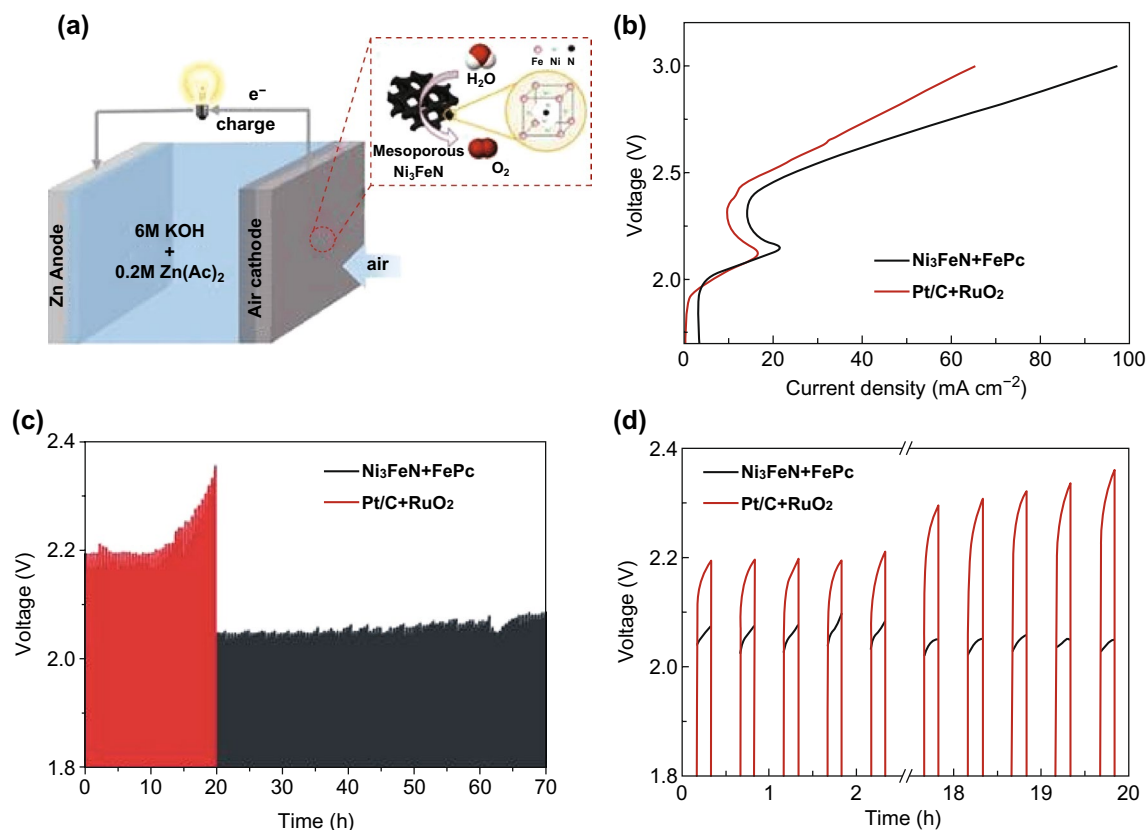 (a)
e⁻
charge
Zn Anode
6M KOH
+
0.2M Zn(Ac)₂
Air cathode
air
Fe Ni N
H₂O
Mesoporous
Ni₃FeN
O₂
(b)
Voltage (V)
3.0
2.5
2.0
Ni₃FeN+FePc
Pt/C+RuO₂
0 20 40 60 80 100
Current density (mA cm⁻²)
(c)
Voltage (V)
2.4
2.2
2.0
1.8
Ni₃FeN+FePc
Pt/C+RuO₂
0 10 20 30 40 50 60 70
Time (h)
(d)
Voltage (V)
2.4
2.2
2.0
1.8
Ni₃FeN+FePc
Pt/C+RuO₂
0 1 2 18 19 20
Time (h)